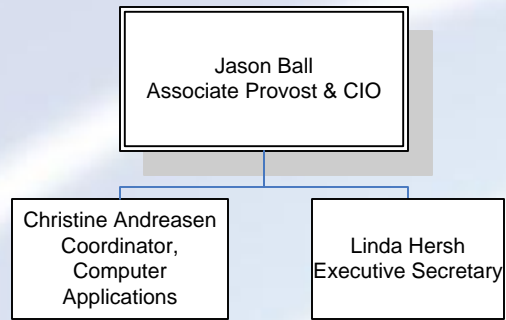 Jason Ball
Associate Provost & CIO
Christine Andreasen
Coordinator,
Computer
Applications
Linda Hersh
Executive Secretary